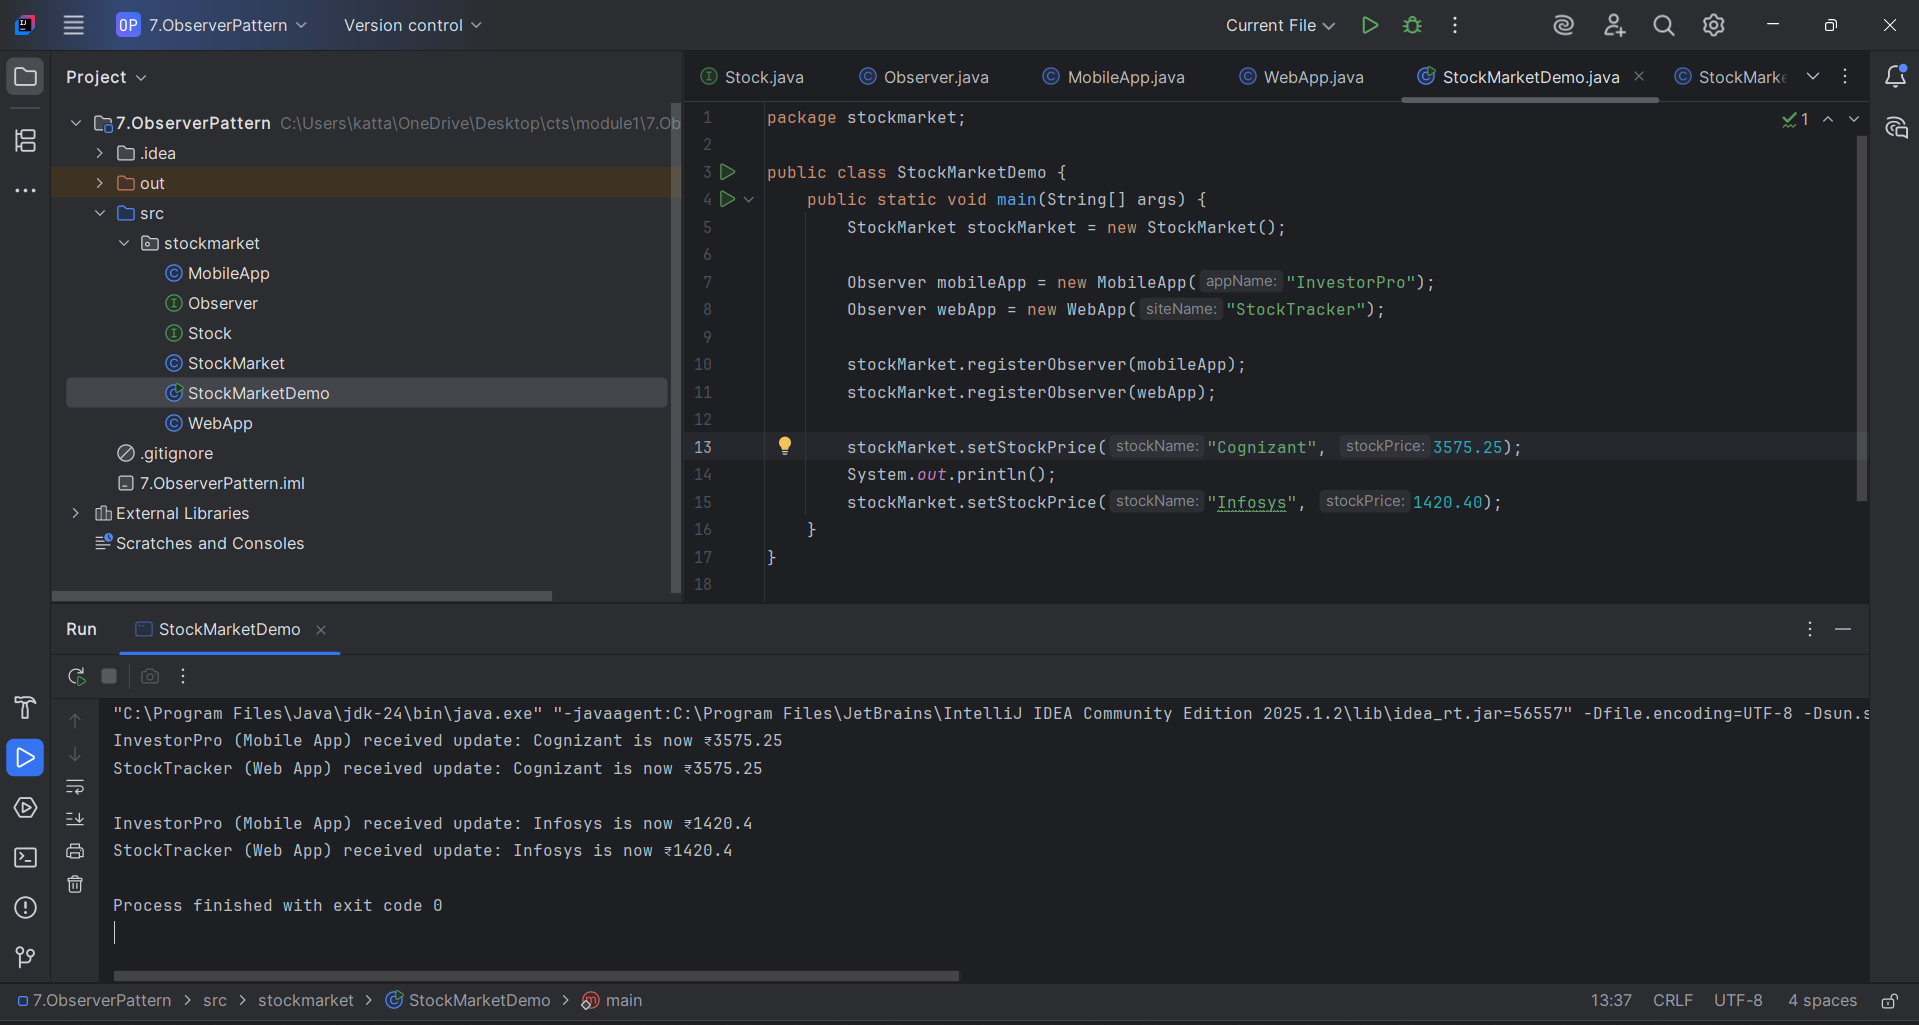 OP 7.ObserverPattern Version control Current File
Project
7.ObserverPattern C:\Users\katta\OneDrive\Desktop\cts\module1\7.Ob
.idea
out
src
stockmarket
MobileApp
Observer
Stock
StockMarket
StockMarketDemo
WebApp
.gitignore
7.ObserverPattern.iml
External Libraries
Scratches and Consoles
Stock.java Observer.java MobileApp.java WebApp.java StockMarketDemo.java StockMarke
1 package stockmarket; 1
2
3 public class StockMarketDemo {
4 public static void main(String[] args) {
5 StockMarket stockMarket = new StockMarket();
6
7 Observer mobileApp = new MobileApp( appName: "InvestorPro");
8 Observer webApp = new WebApp( siteName: "StockTracker");
9
10 stockMarket.registerObserver(mobileApp);
11 stockMarket.registerObserver(webApp);
12
13 stockMarket.setStockPrice( stockName: "Cognizant", stockPrice: 3575.25);
14 System.out.println();
15 stockMarket.setStockPrice( stockName: "Infosys", stockPrice: 1420.40);
16 }
17 }
18
Run StockMarketDemo
"C:\Program Files\Java\jdk-24\bin\java.exe" "-javaagent:C:\Program Files\JetBrains\IntelliJ IDEA Community Edition 2025.1.2\lib\idea_rt.jar=56557" -Dfile.encoding=UTF-8 -Dsun.s
InvestorPro (Mobile App) received update: Cognizant is now ₹3575.25
StockTracker (Web App) received update: Cognizant is now ₹3575.25
InvestorPro (Mobile App) received update: Infosys is now ₹1420.4
StockTracker (Web App) received update: Infosys is now ₹1420.4
Process finished with exit code 0
7.ObserverPattern > src > stockmarket > StockMarketDemo > main 13:37 CRLF UTF-8 4 spaces